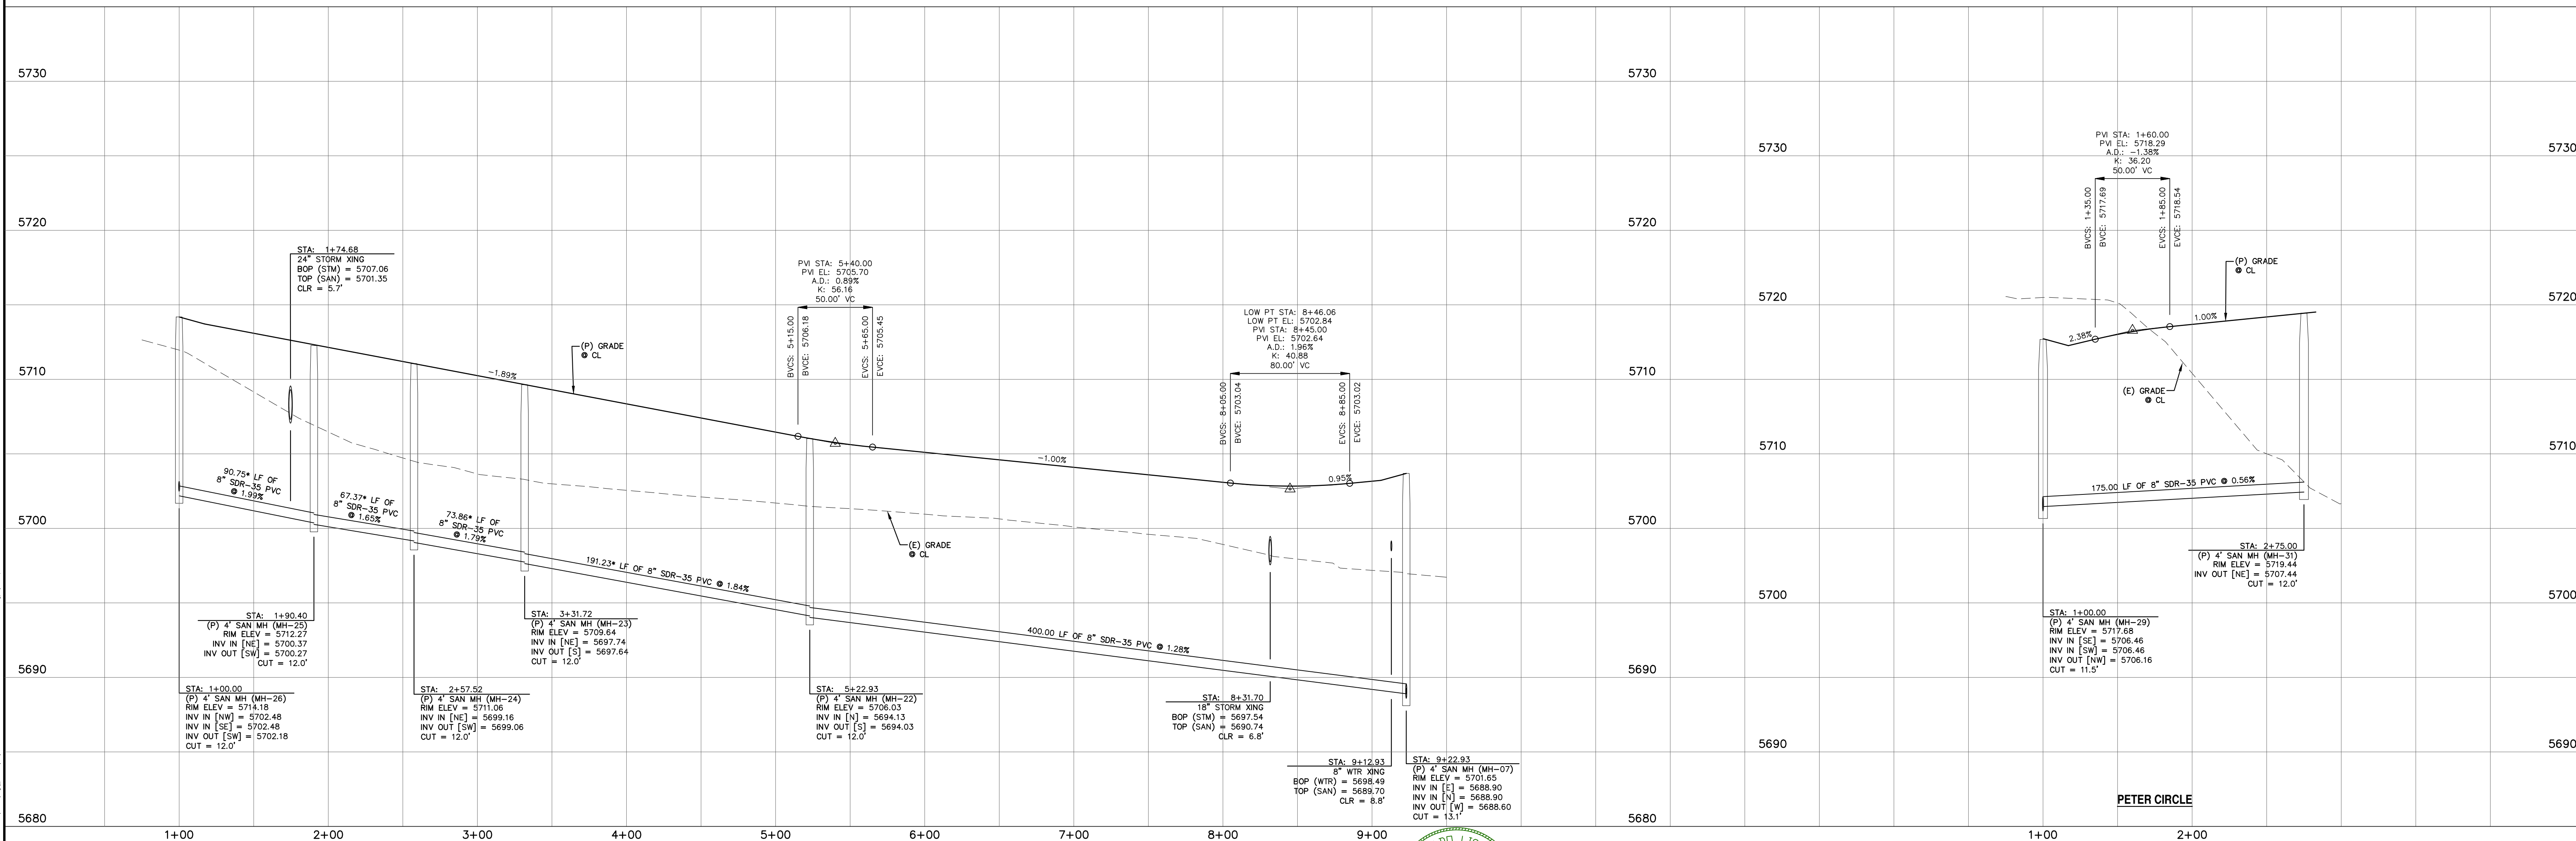 5730
5720
5710
5700
5690
5680
STA: 1+74.68
24" STORM XING
BOP (STM) = 5707.06
TOP (SAN) = 5701.35
CLR = 5.7'
-1.89%
(P) GRADE
@ CL
PVI STA: 5+40.00
PVI EL: 5705.70
A.D.: 0.89%
K: 56.16
50.00' VC
BVCS: 5+15.00
BVCE: 5706.18
EVCS: 5+65.00
EVCE: 5705.45
-1.00%
LOW PT STA: 8+46.06
LOW PT EL: 5702.84
PVI STA: 8+45.00
PVI EL: 5702.64
A.D.: 1.96%
K: 40.88
80.00' VC
BVCS: 8+05.00
BVCE: 5703.04
EVCS: 8+85.00
EVCE: 5703.02
0.95%
(E) GRADE
@ CL
90.75* LF OF
8" SDR-35 PVC
@ 1.99%
67.37* LF OF
8" SDR-35 PVC
@ 1.65%
73.86* LF OF
8" SDR-35 PVC
@ 1.79%
191.23* LF OF 8" SDR-35 PVC @ 1.84%
400.00 LF OF 8" SDR-35 PVC @ 1.28%
STA: 1+90.40
(P) 4' SAN MH (MH-25)
RIM ELEV = 5712.27
INV IN [NE] = 5700.37
INV OUT [SW] = 5700.27
CUT = 12.0'
STA: 1+00.00
(P) 4' SAN MH (MH-26)
RIM ELEV = 5714.18
INV IN [NW] = 5702.48
INV IN [SE] = 5702.48
INV OUT [SW] = 5702.18
CUT = 12.0'
STA: 2+57.52
(P) 4' SAN MH (MH-24)
RIM ELEV = 5711.06
INV IN [NE] = 5699.16
INV OUT [SW] = 5699.06
CUT = 12.0'
STA: 3+31.72
(P) 4' SAN MH (MH-23)
RIM ELEV = 5709.64
INV IN [NE] = 5697.74
INV OUT [S] = 5697.64
CUT = 12.0'
STA: 5+22.93
(P) 4' SAN MH (MH-22)
RIM ELEV = 5706.03
INV IN [N] = 5694.13
INV OUT [S] = 5694.03
CUT = 12.0'
STA: 8+31.70
18" STORM XING
BOP (STM) = 5697.54
TOP (SAN) = 5690.74
CLR = 6.8'
STA: 9+12.93
8" WTR XING
BOP (WTR) = 5698.49
TOP (SAN) = 5689.70
CLR = 8.8'
STA: 9+22.93
(P) 4' SAN MH (MH-07)
RIM ELEV = 5701.65
INV IN [E] = 5688.90
INV IN [N] = 5688.90
INV OUT [W] = 5688.60
CUT = 13.1'
1+00
2+00
3+00
4+00
5+00
6+00
7+00
8+00
9+00
5730
5720
5710
5700
5690
5680
5730
5720
5710
5700
5690
PVI STA: 1+60.00
PVI EL: 5718.29
A.D.: -1.38%
K: 36.20
50.00' VC
BVCS: 1+35.00
BVCE: 5717.69
EVCS: 1+85.00
EVCE: 5718.54
2.38%
1.00%
(P) GRADE
@ CL
(E) GRADE
@ CL
175.00 LF OF 8" SDR-35 PVC @ 0.56%
STA: 2+75.00
(P) 4' SAN MH (MH-31)
RIM ELEV = 5719.44
INV OUT [NE] = 5707.44
CUT = 12.0'
STA: 1+00.00
(P) 4' SAN MH (MH-29)
RIM ELEV = 5717.68
INV IN [SE] = 5706.46
INV IN [SW] = 5706.46
INV OUT [NW] = 5706.16
CUT = 11.5'
PETER CIRCLE
1+00
2+00
5730
5720
5710
5700
5690